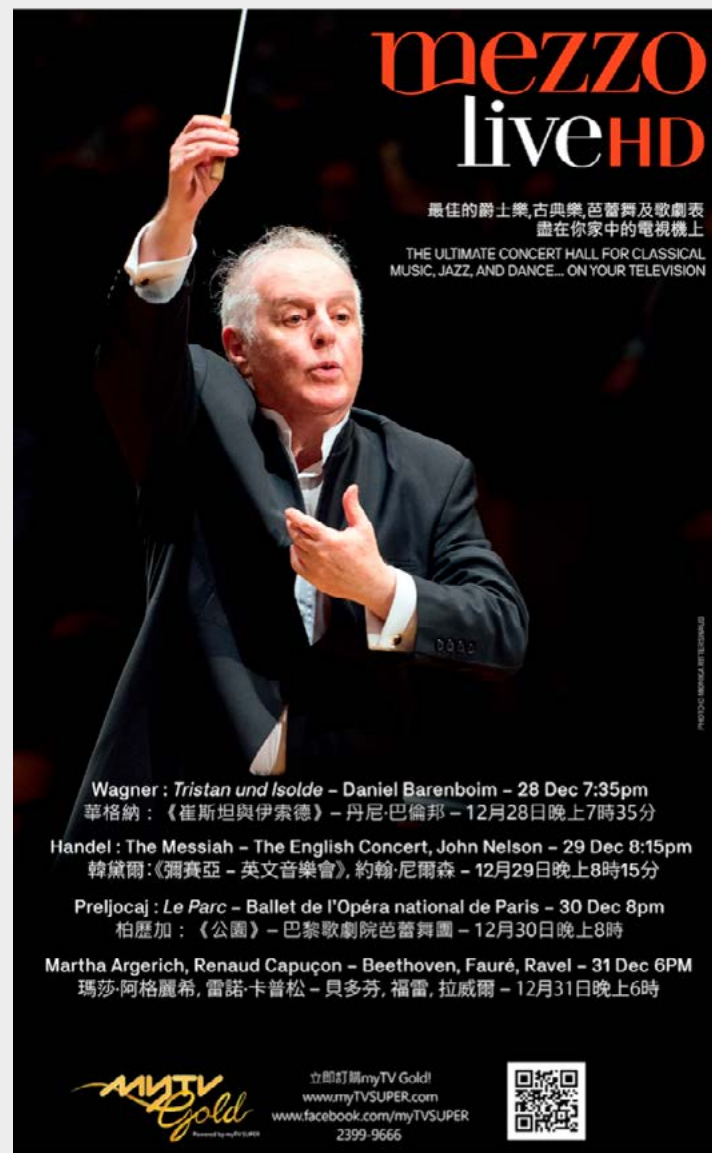 mezzo
liveHD
最佳的爵士樂,古典樂,芭蕾舞及歌劇表
盡在你家中的電視機上
THE ULTIMATE CONCERT HALL FOR CLASSICAL
MUSIC, JAZZ, AND DANCE... ON YOUR TELEVISION
Wagner : Tristan und Isolde – Daniel Barenboim – 28 Dec 7:35pm
華格納：《崔斯坦與伊索德》– 丹尼·巴倫邦 – 12月28日晚上7時35分
Handel : The Messiah – The English Concert, John Nelson – 29 Dec 8:15pm
韓黛爾:《彌賽亞 – 英文音樂會》, 約翰·尼爾森 – 12月29日晚上8時15分
Preljocaj : Le Parc – Ballet de l'Opéra national de Paris – 30 Dec 8pm
柏歷加：《公園》– 巴黎歌劇院芭蕾舞團 – 12月30日晚上8時
Martha Argerich, Renaud Capuçon – Beethoven, Fauré, Ravel – 31 Dec 6PM
瑪莎·阿格麗希, 雷諾·卡普松 – 貝多芬, 福雷, 拉威爾 – 12月31日晚上6時
myTV
Gold
Powered by myTV SUPER
立即訂購myTV Gold!
www.myTVSUPER.com
www.facebook.com/myTVSUPER
2399-9666